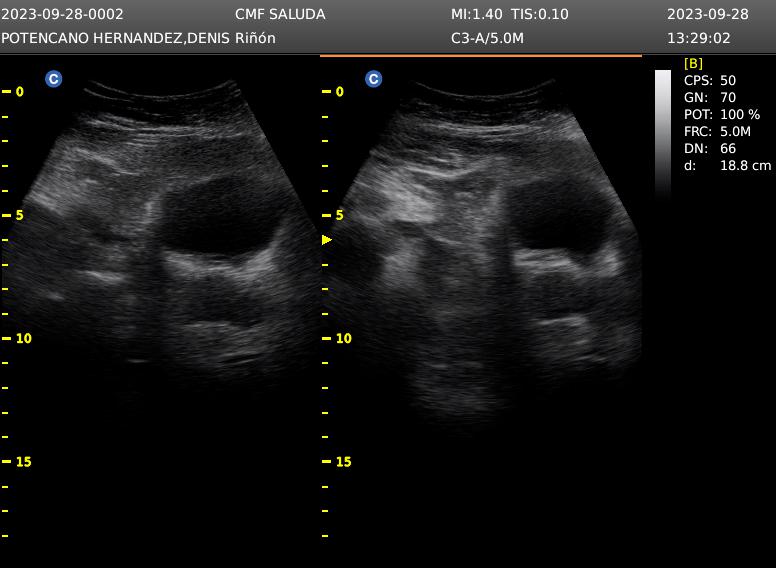 2023-09-28-0002 CMF SALUDA MI:1.40 TIS:0.10 2023-09-28
POTENCANO HERNANDEZ,DENIS Riñón C3-A/5.0M 13:29:02
[B]
CPS: 50
GN: 70
POT: 100 %
FRC: 5.0M
DN: 66
d: 18.8 cm
C C
0 0
5 5
10 10
15 15